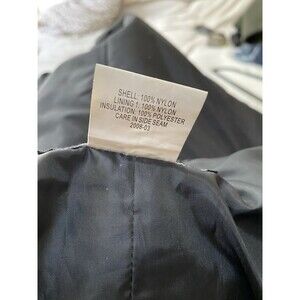 SHELL: 100% NYLON
LINING 1: 100% NYLON
INSULATION: 100% POLYESTER
CARE IN SIDE SEAM
2008-03